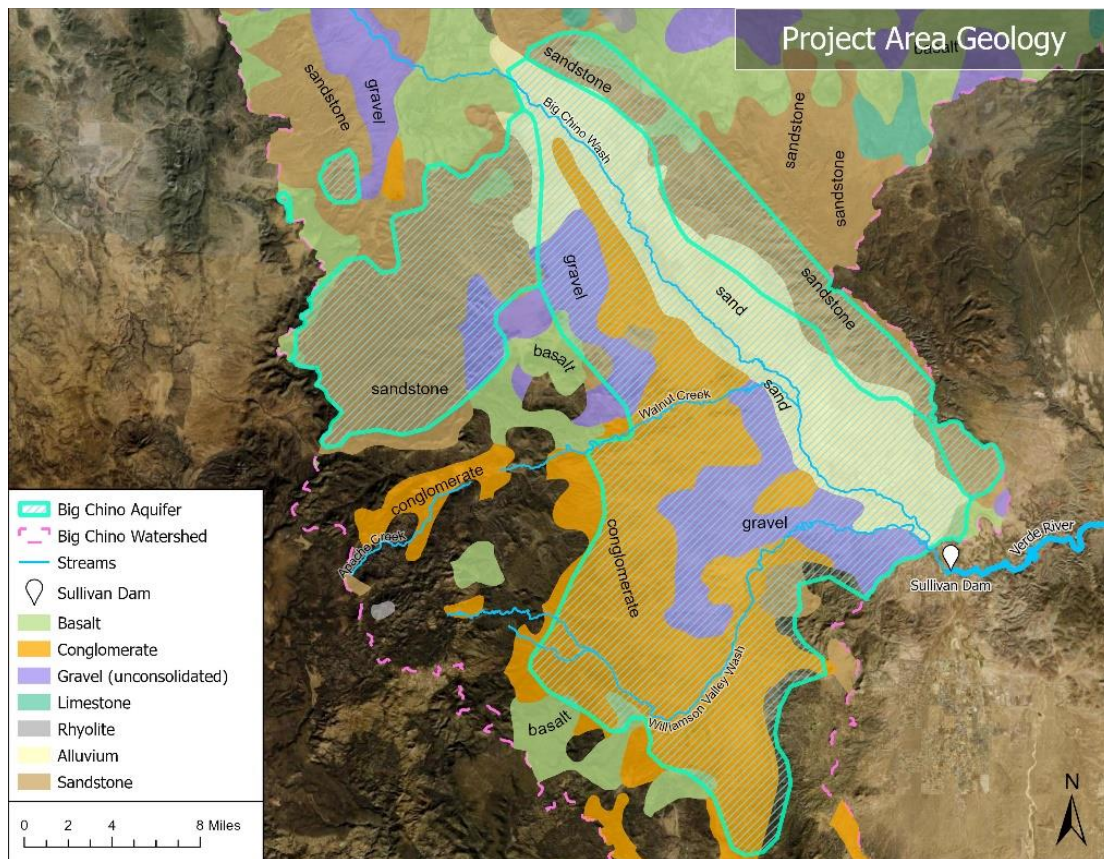 Project Area Geology
basalt
sandstone
sandstone
gravel
Big Chino Wash
sandstone
sandstone
gravel
sandstone
sand
basalt
sandstone
sand
Walnut Creek
conglomerate
gravel
Apache Creek
conglomerate
Verde River
Sullivan Dam
Williamson Valley Wash
basalt
Big Chino Aquifer
Big Chino Watershed
Streams
Sullivan Dam
Basalt
Conglomerate
Gravel (unconsolidated)
Limestone
Rhyolite
Alluvium
Sandstone
0 2 4 8 Miles
N